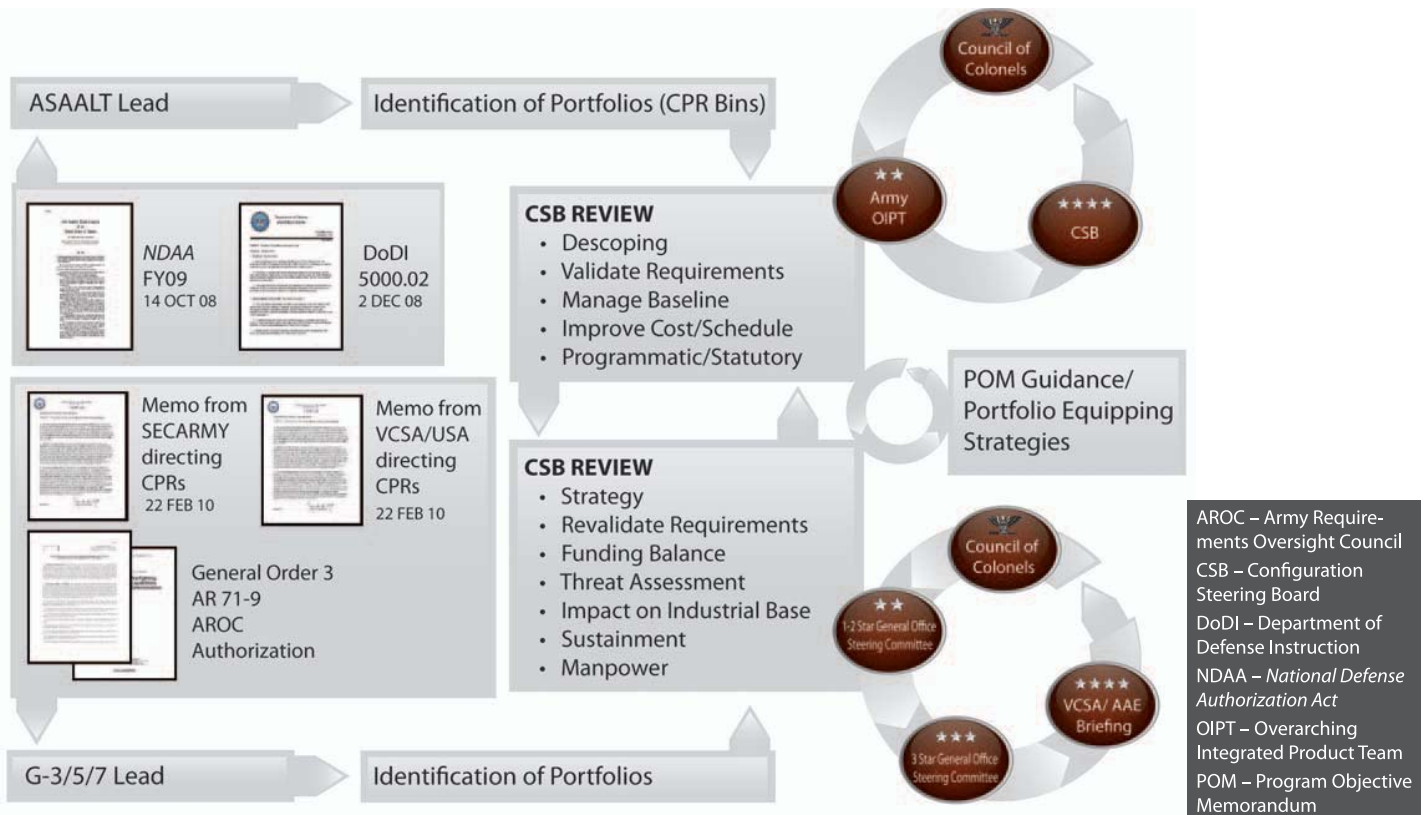 ASAALT Lead
Identification of Portfolios (CPR Bins)
NDAA
FY09
14 OCT 08
DoDI
5000.02
2 DEC 08
Memo from
SECARMY
directing
CPRs
22 FEB 10
Memo from
VCSA/USA
directing
CPRs
22 FEB 10
General Order 3
AR 71-9
AROC
Authorization
G-3/5/7 Lead
Identification of Portfolios
CSB REVIEW
• Descoping
• Validate Requirements
• Manage Baseline
• Improve Cost/Schedule
• Programmatic/Statutory
CSB REVIEW
• Strategy
• Revalidate Requirements
• Funding Balance
• Threat Assessment
• Impact on Industrial Base
• Sustainment
• Manpower
Council of
Colonels
Army
OIPT
CSB
POM Guidance/
Portfolio Equipping
Strategies
Council of
Colonels
1-2 Star General Office
Steering Committee
3 Star General Office
Steering Committee
VCSA/ AAE
Briefing
AROC – Army Require-
ments Oversight Council
CSB – Configuration
Steering Board
DoDI – Department of
Defense Instruction
NDAA – National Defense
Authorization Act
OIPT – Overarching
Integrated Product Team
POM – Program Objective
Memorandum